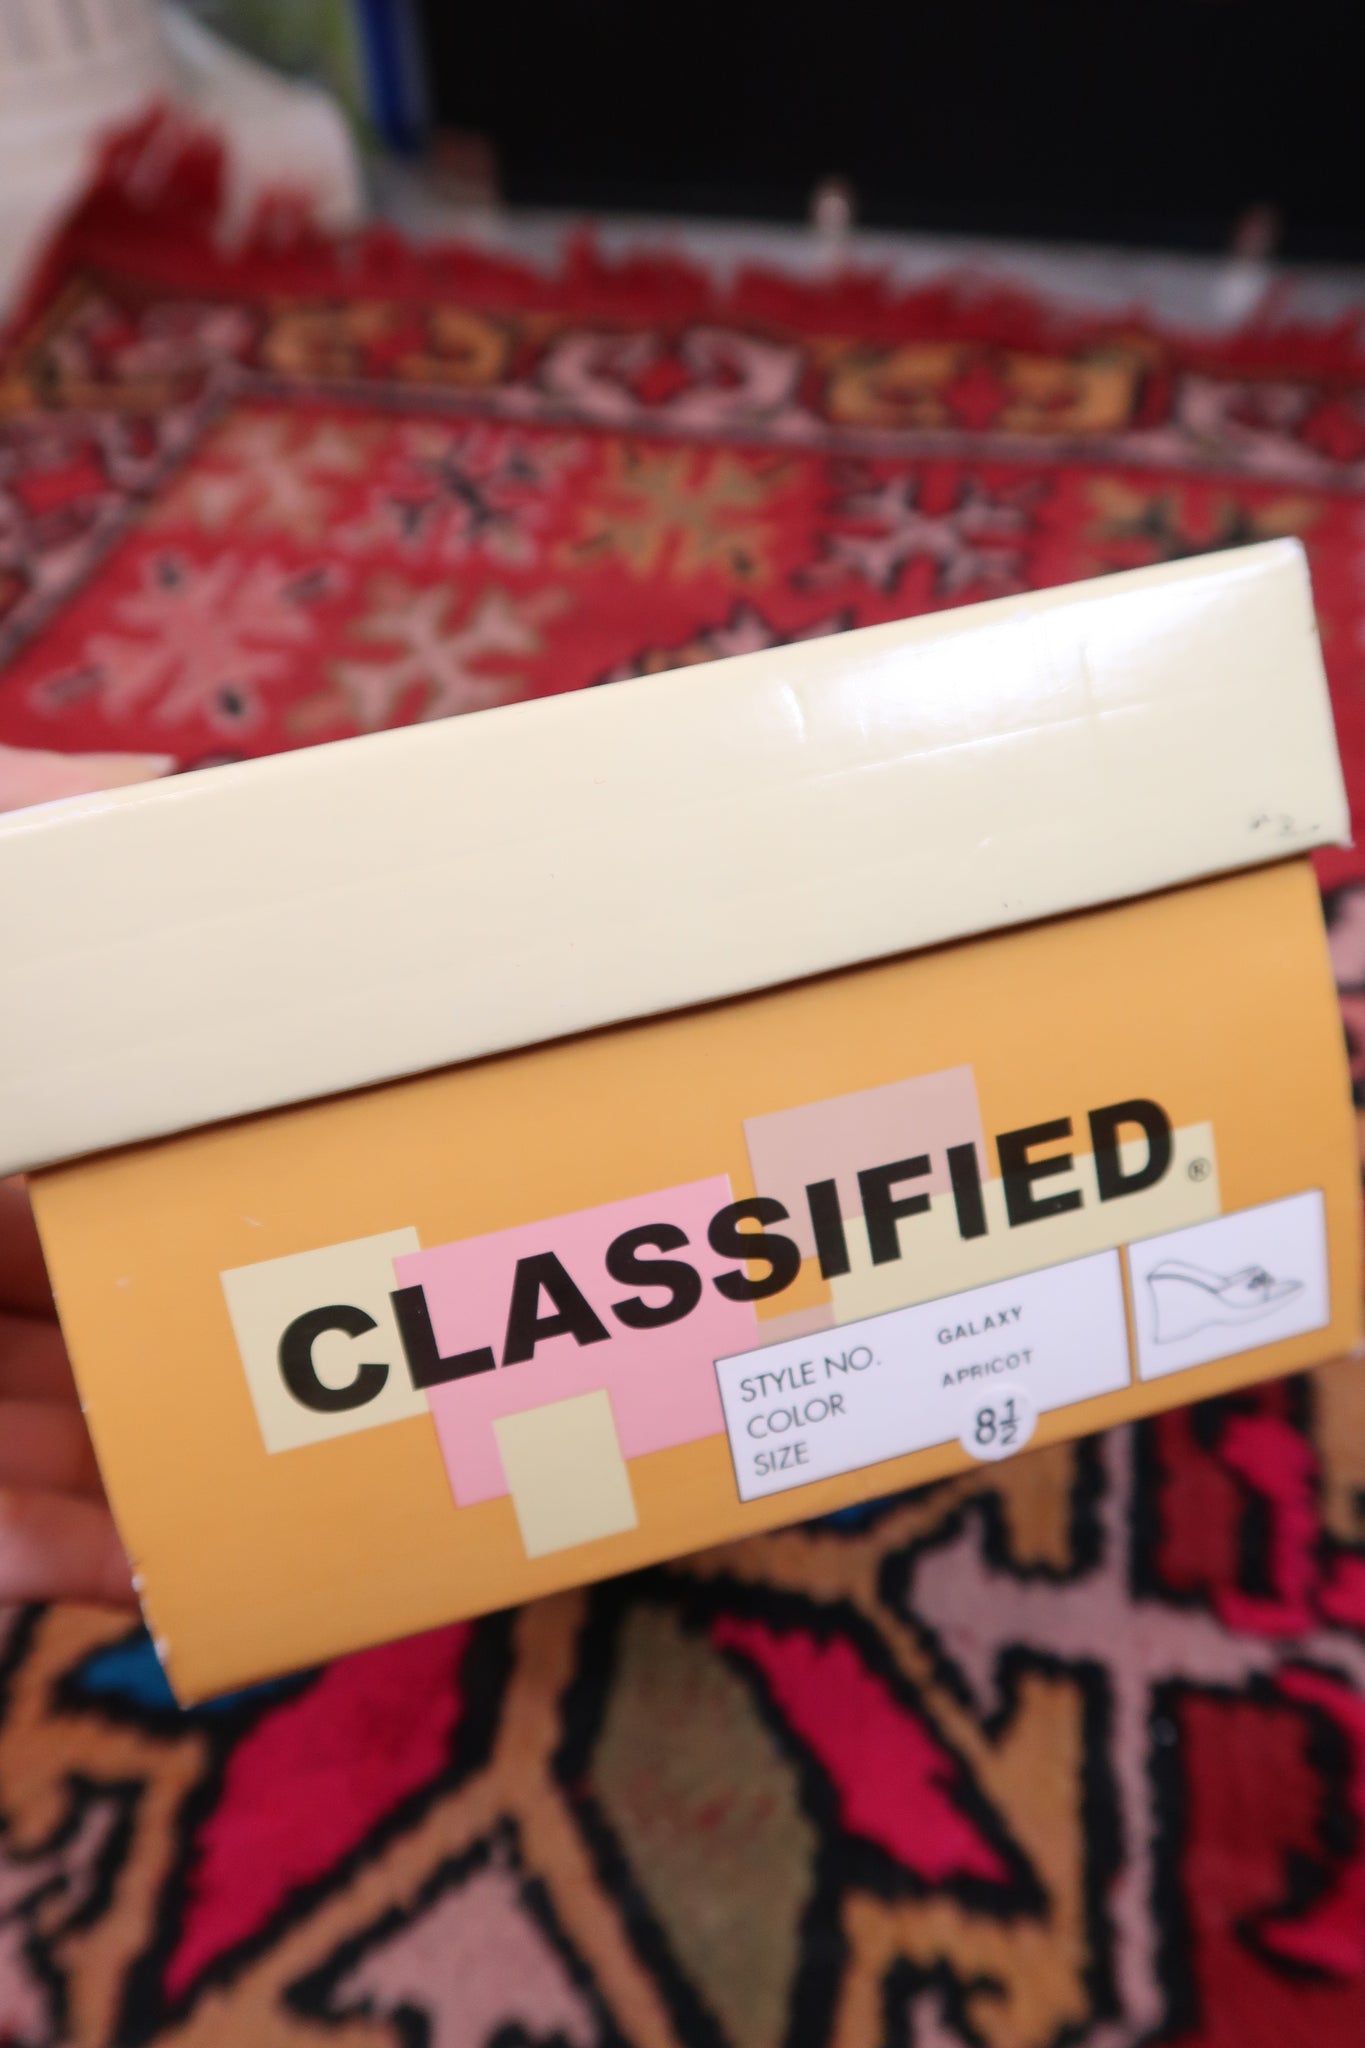 CLASSIFIED®
STYLE NO. GALAXY
COLOR APRICOT
SIZE 8½